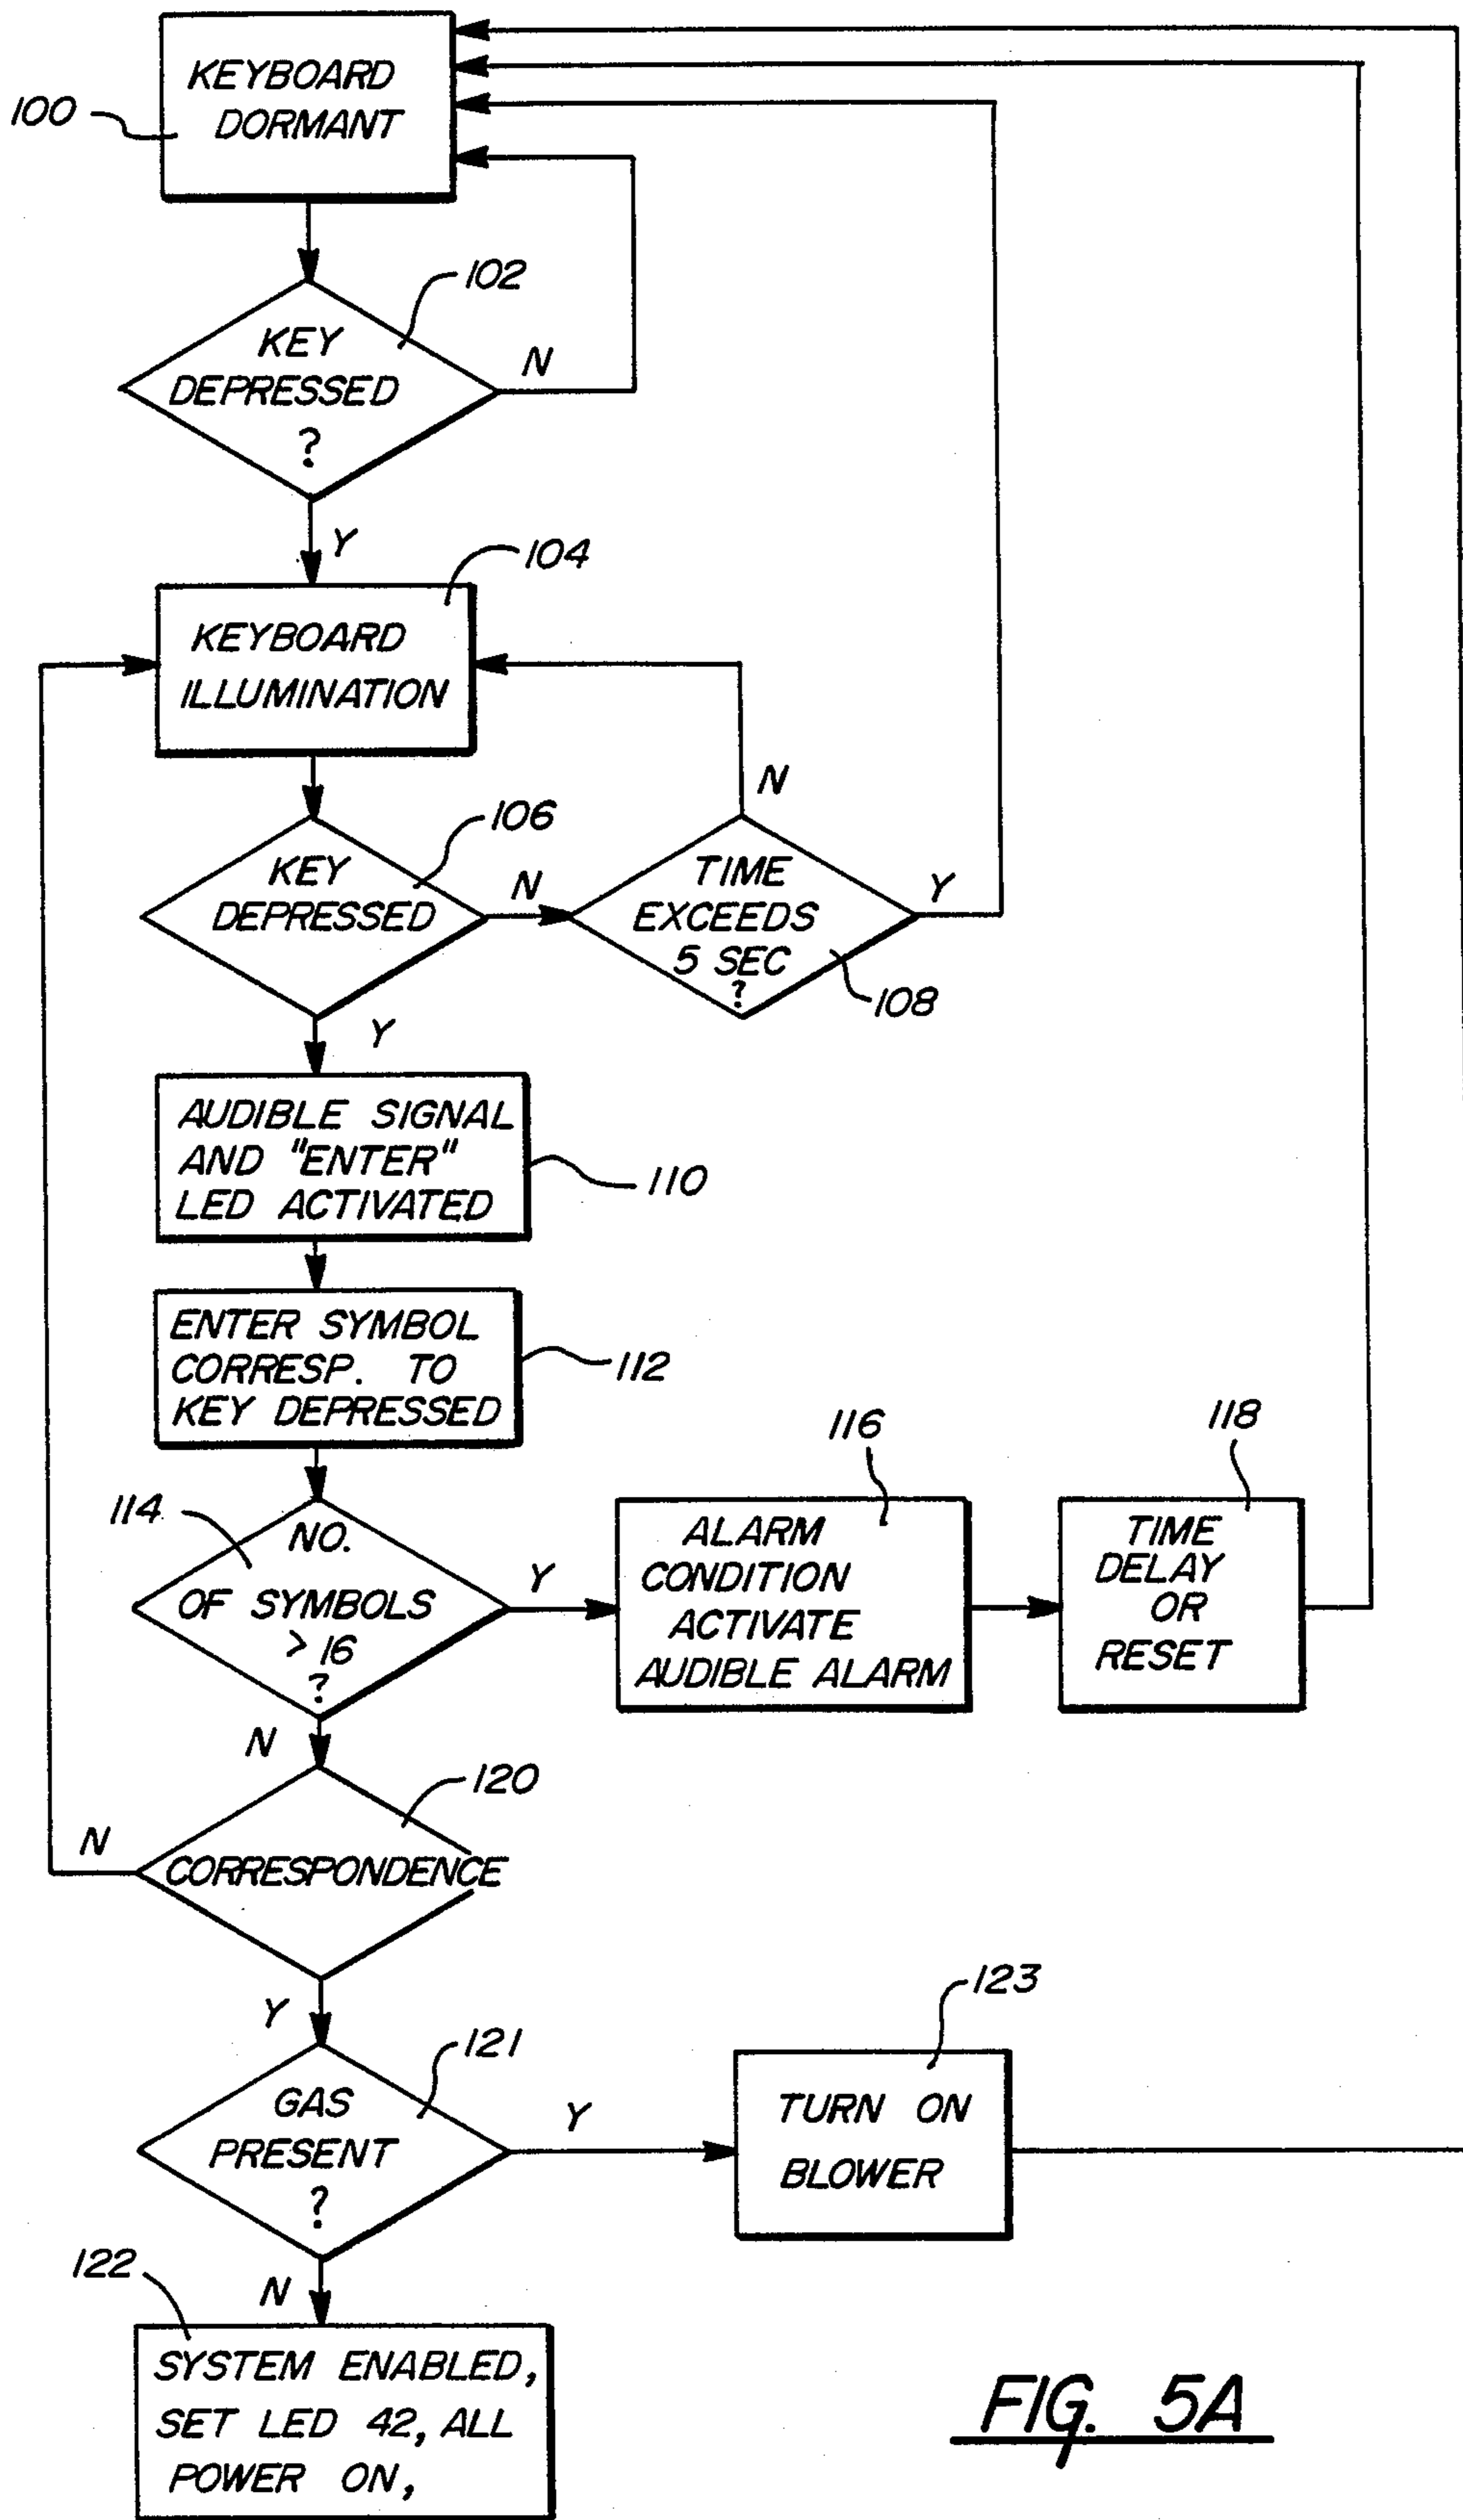 KEYBOARD
DORMANT
100
102
KEY
DEPRESSED
?
N
Y
104
KEYBOARD
ILLUMINATION
N
106
KEY
DEPRESSED
N
TIME
EXCEEDS
5 SEC
?
Y
108
Y
AUDIBLE SIGNAL
AND "ENTER"
LED ACTIVATED
110
ENTER SYMBOL
CORRESP. TO
KEY DEPRESSED
112
114
NO.
OF SYMBOLS
> 16
?
Y
116
ALARM
CONDITION
ACTIVATE
AUDIBLE ALARM
118
TIME
DELAY
OR
RESET
N
120
N
CORRESPONDENCE
Y
121
GAS
PRESENT
?
Y
123
TURN ON
BLOWER
122
N
SYSTEM ENABLED,
SET LED 42, ALL
POWER ON,
FIG. 5A